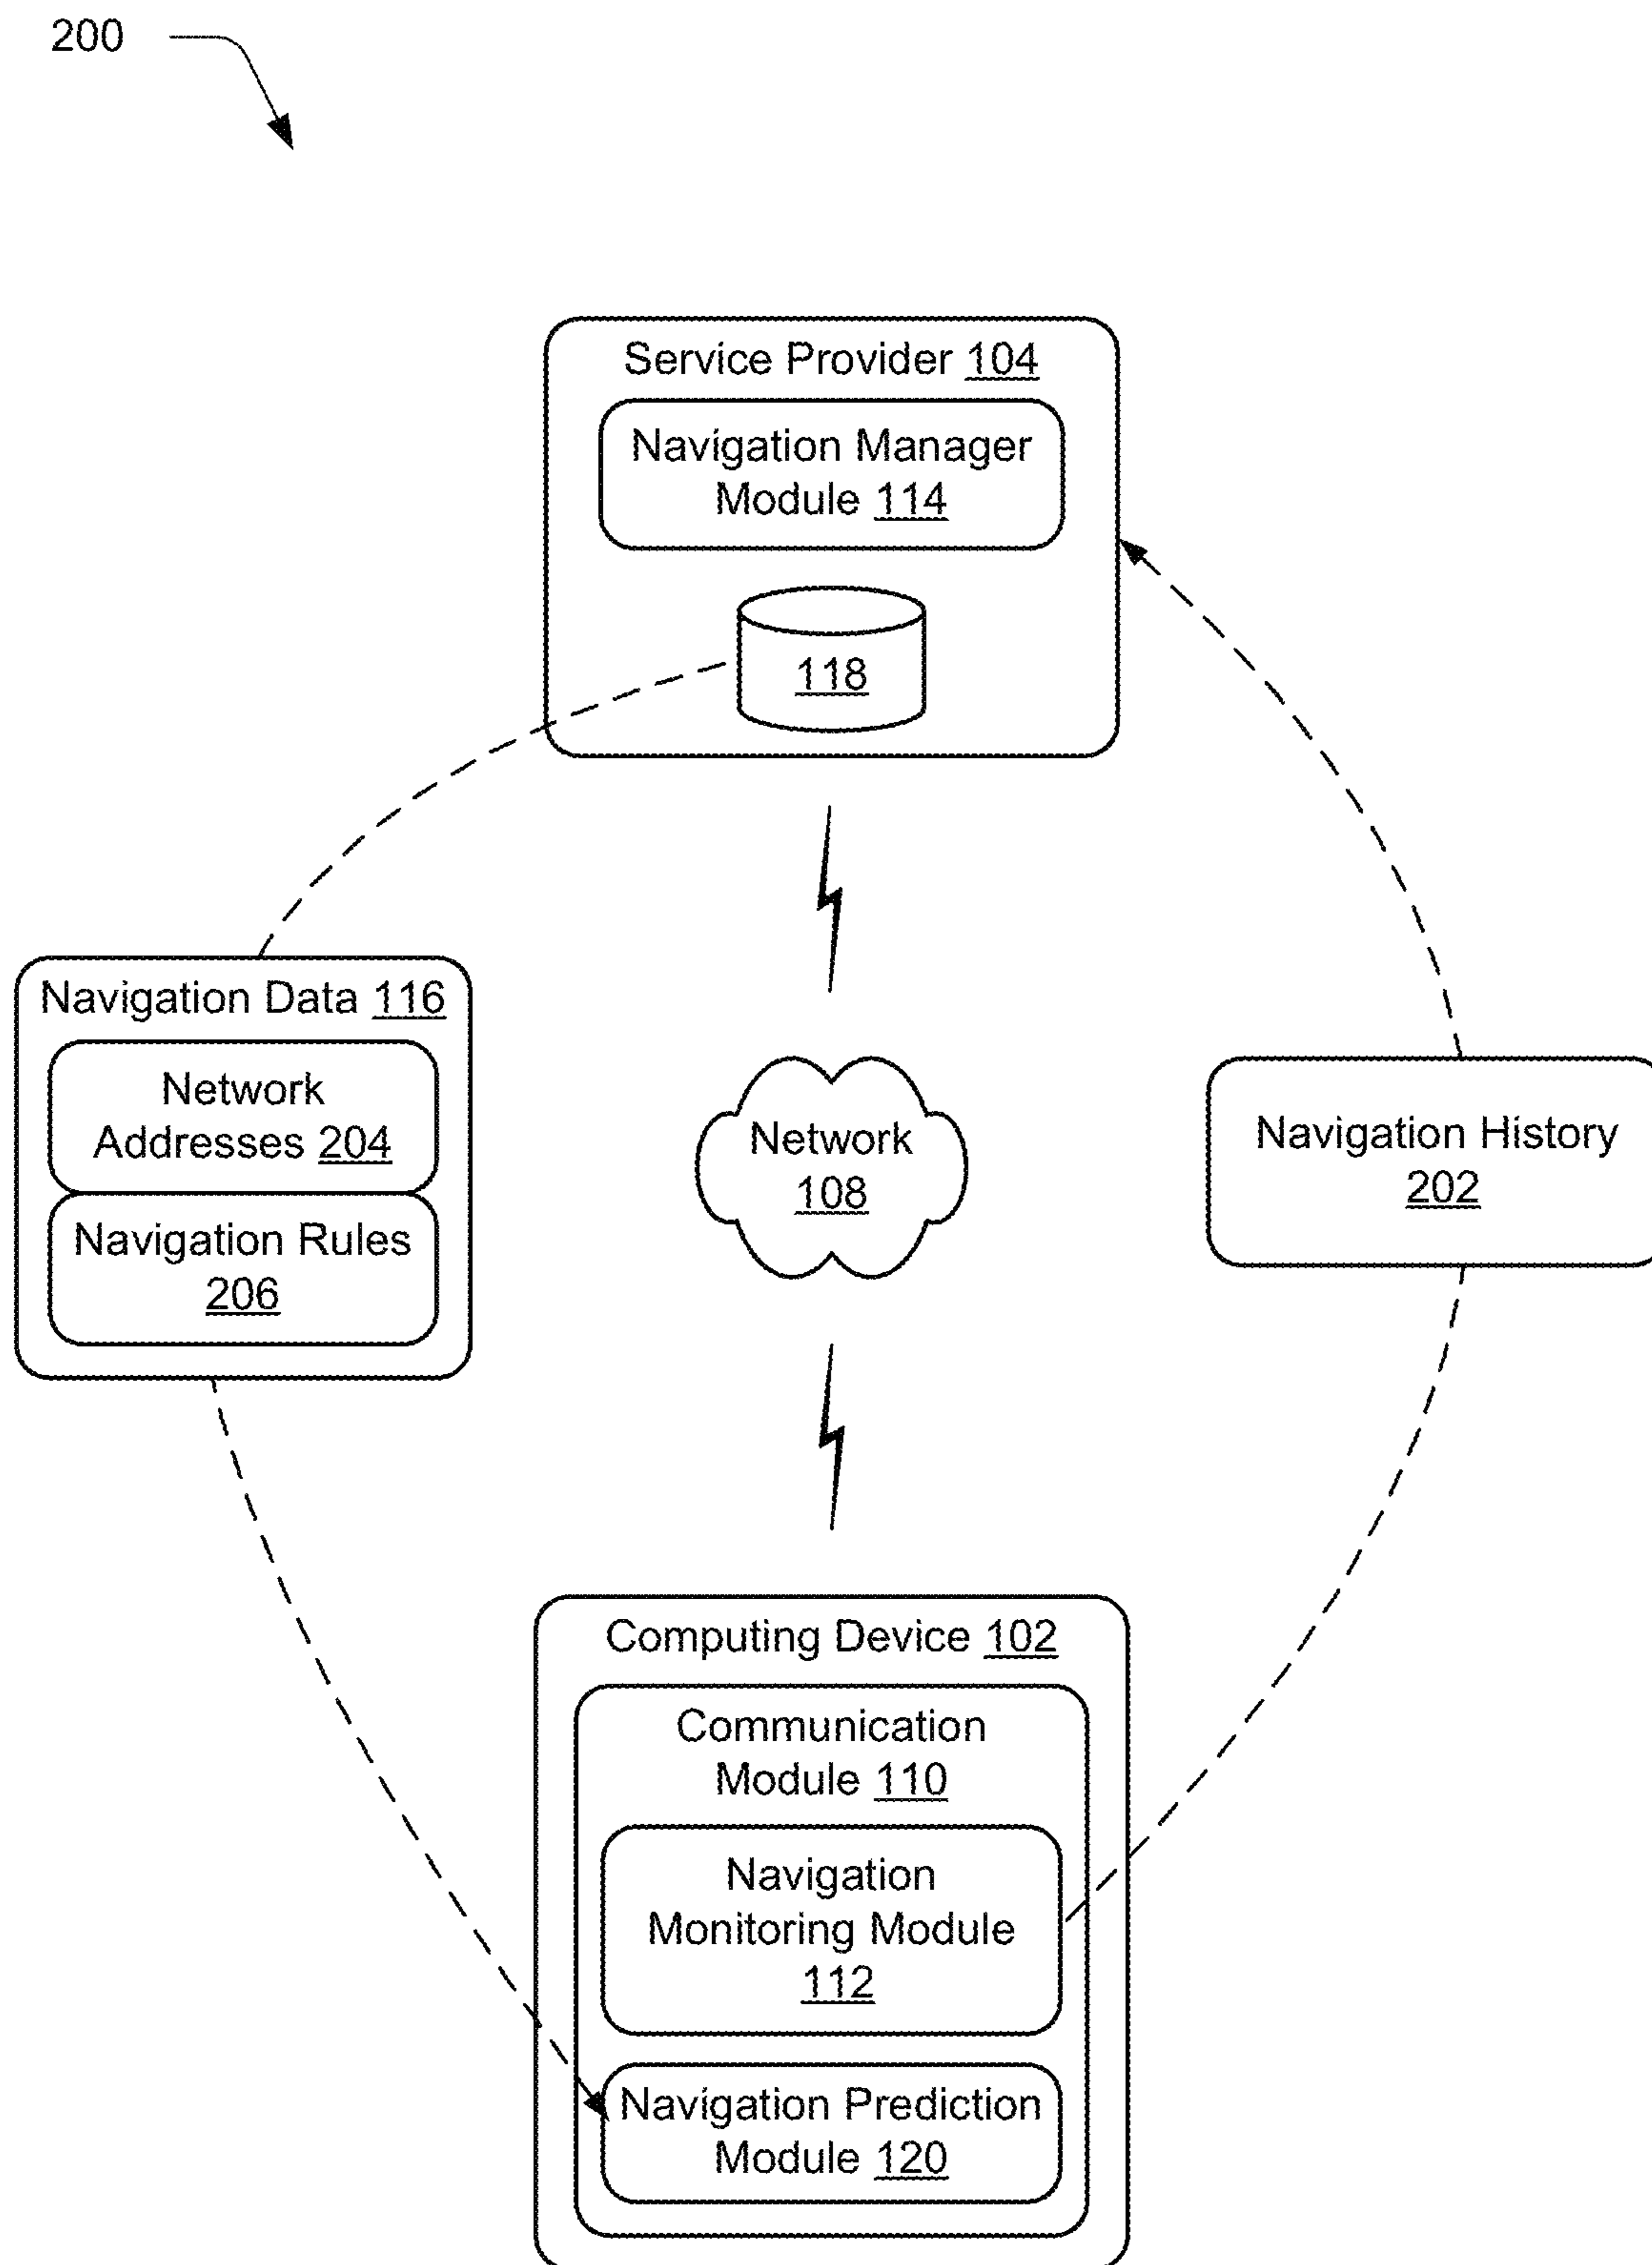 200
Service Provider 104
Navigation Manager
Module 114
118
Navigation Data 116
Network
Addresses 204
Navigation Rules
206
Network
108
Navigation History
202
Computing Device 102
Communication
Module 110
Navigation
Monitoring Module
112
Navigation Prediction
Module 120